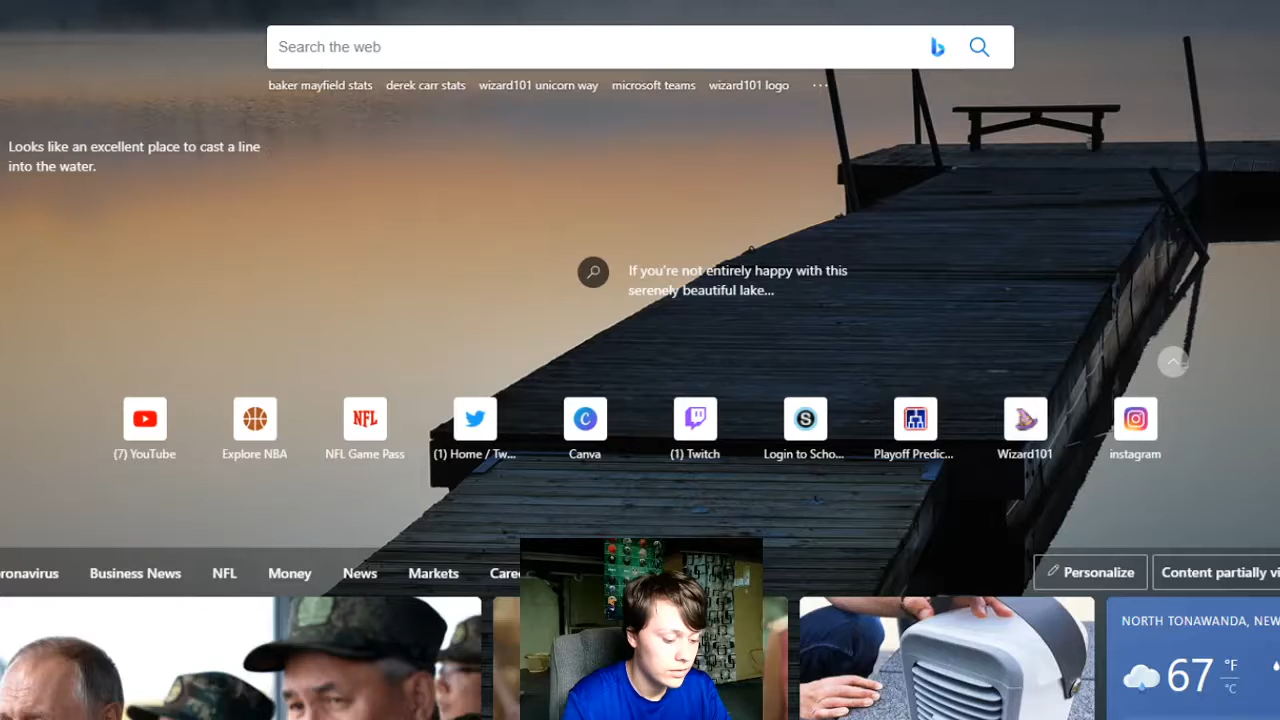 Search the web
baker mayfield stats derek carr stats wizard101 unicorn way microsoft teams wizard101 logo ...
Looks like an excellent place to cast a line
into the water.
If you're not entirely happy with this
serenely beautiful lake...
NFL
(7) YouTube Explore NBA NFL Game Pass (1) Home / Tw... Canva (1) Twitch Login to Scho... Playoff Predic... Wizard101 instagram
ronavirus Business News NFL Money News Markets Caree Personalize Content partially vi
NORTH TONAWANDA, NEW
67 °F
°C